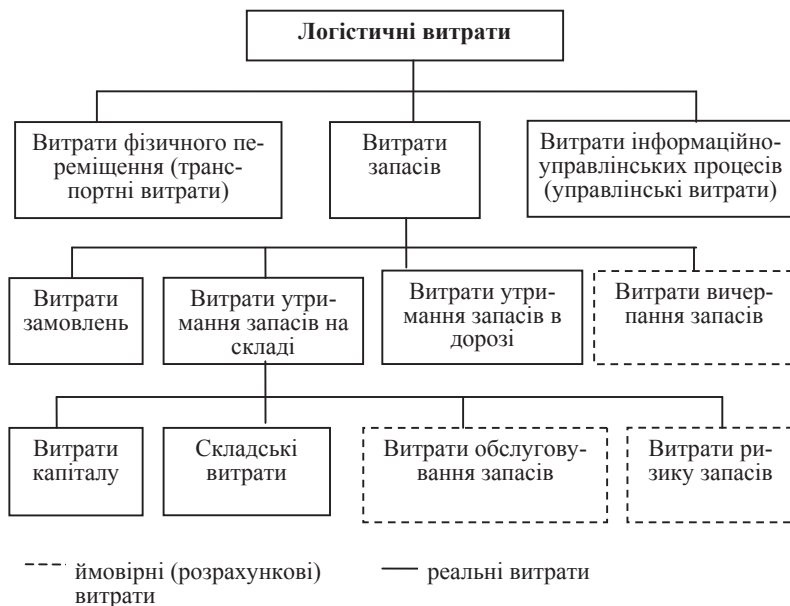 Логістичні витрати
Витрати фізичного пе-
реміщення (транс-
портні витрати)
Витрати
запасів
Витрати інформаційно-
управлінських процесів
(управлінські витрати)
Витрати
замовлень
Витрати утри-
мання запасів на
складі
Витрати утри-
мання запасів в
дорозі
Витрати вичер-
пання запасів
Витрати
капіталу
Складські
витрати
Витрати обслугову-
вання запасів
Витрати ри-
зику запасів
ймовірні (розрахункові)
витрати
реальні витрати